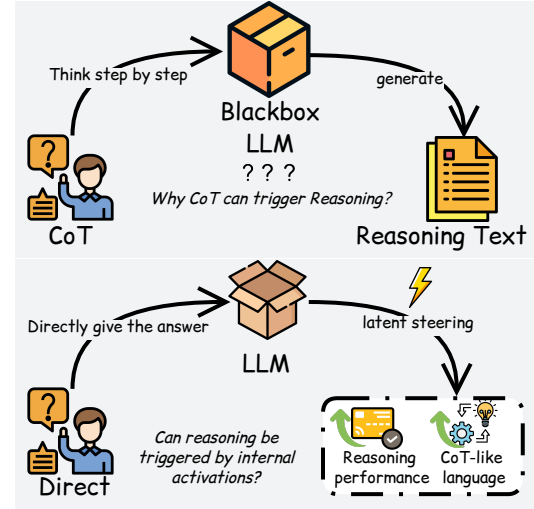 Think step by step
generate
Blackbox
LLM
? ? ?
Why CoT can trigger Reasoning?
CoT
Reasoning Text
Directly give the answer
latent steering
LLM
Can reasoning be
triggered by internal
activations?
Direct
Reasoning
performance
CoT-like
language